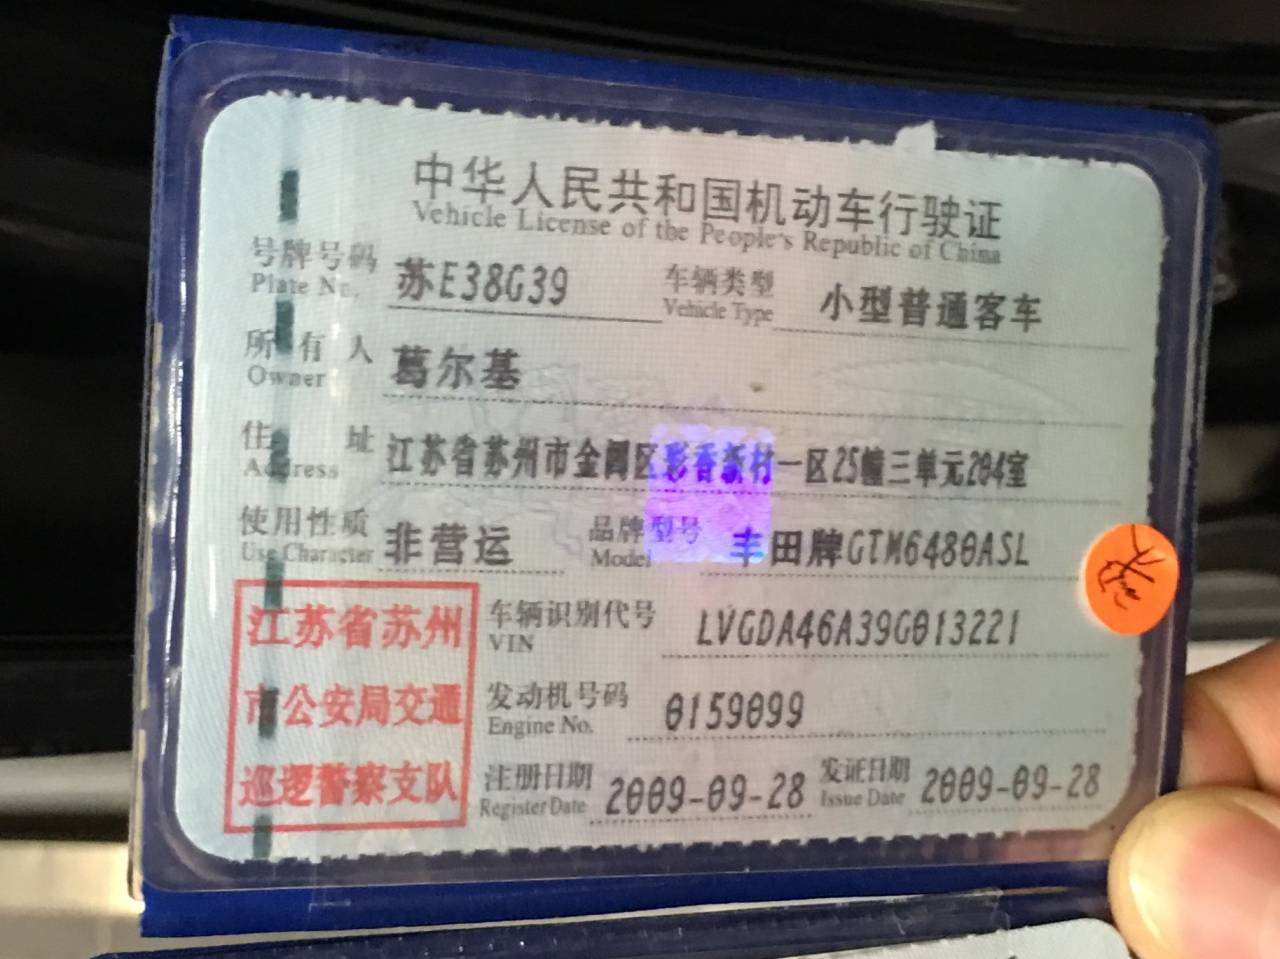 中华人民共和国机动车行驶证
Vehicle License of the People's Republic of China
号牌号码 苏E38G39 车辆类型 小型普通客车
Plate No. Vehicle Type
所有人 葛尔基
Owner
住址 江苏省苏州市金阊区彩香新村一区25幢三单元204室
Address
使用性质 非营运 品牌型号 丰田牌GTM6480ASL
Use Character Model
江苏省苏州
市公安局交通
巡逻警察支队
车辆识别代号 LVGDA46A39G013221
VIN
发动机号码 0159099
Engine No.
注册日期 2009-09-28 发证日期 2009-09-28
Register Date Issue Date